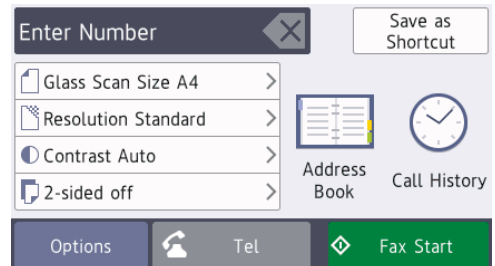 Enter Number
Save as
Shortcut
Glass Scan Size A4
Resolution Standard
Contrast Auto
2-sided off
Address
Book
Call History
Options
Tel
Fax Start